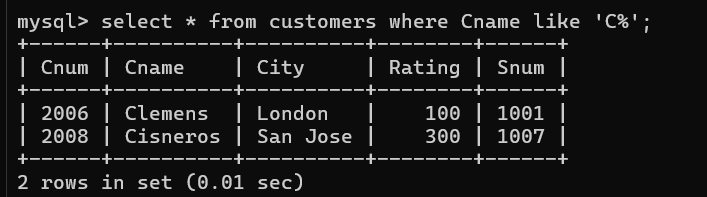 mysql> select * from customers where Cname like 'C%';
+------+----------+----------+--------+------+
| Cnum | Cname    | City     | Rating | Snum |
+------+----------+----------+--------+------+
| 2006 | Clemens  | London   |    100 | 1001 |
| 2008 | Cisneros | San Jose |    300 | 1007 |
+------+----------+----------+--------+------+
2 rows in set (0.01 sec)